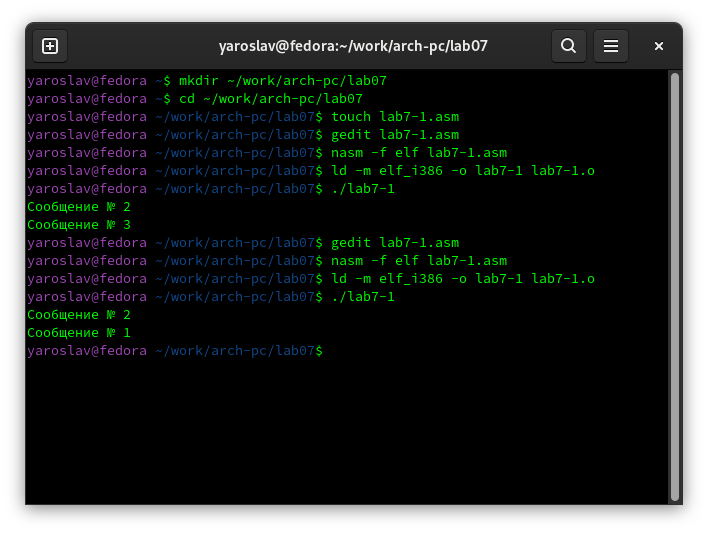 yaroslav@fedora:~/work/arch-pc/lab07
yaroslav@fedora ~$ mkdir ~/work/arch-pc/lab07
yaroslav@fedora ~$ cd ~/work/arch-pc/lab07
yaroslav@fedora ~/work/arch-pc/lab07$ touch lab7-1.asm
yaroslav@fedora ~/work/arch-pc/lab07$ gedit lab7-1.asm
yaroslav@fedora ~/work/arch-pc/lab07$ nasm -f elf lab7-1.asm
yaroslav@fedora ~/work/arch-pc/lab07$ ld -m elf_i386 -o lab7-1 lab7-1.o
yaroslav@fedora ~/work/arch-pc/lab07$ ./lab7-1
Сообщение № 2
Сообщение № 3
yaroslav@fedora ~/work/arch-pc/lab07$ gedit lab7-1.asm
yaroslav@fedora ~/work/arch-pc/lab07$ nasm -f elf lab7-1.asm
yaroslav@fedora ~/work/arch-pc/lab07$ ld -m elf_i386 -o lab7-1 lab7-1.o
yaroslav@fedora ~/work/arch-pc/lab07$ ./lab7-1
Сообщение № 2
Сообщение № 1
yaroslav@fedora ~/work/arch-pc/lab07$